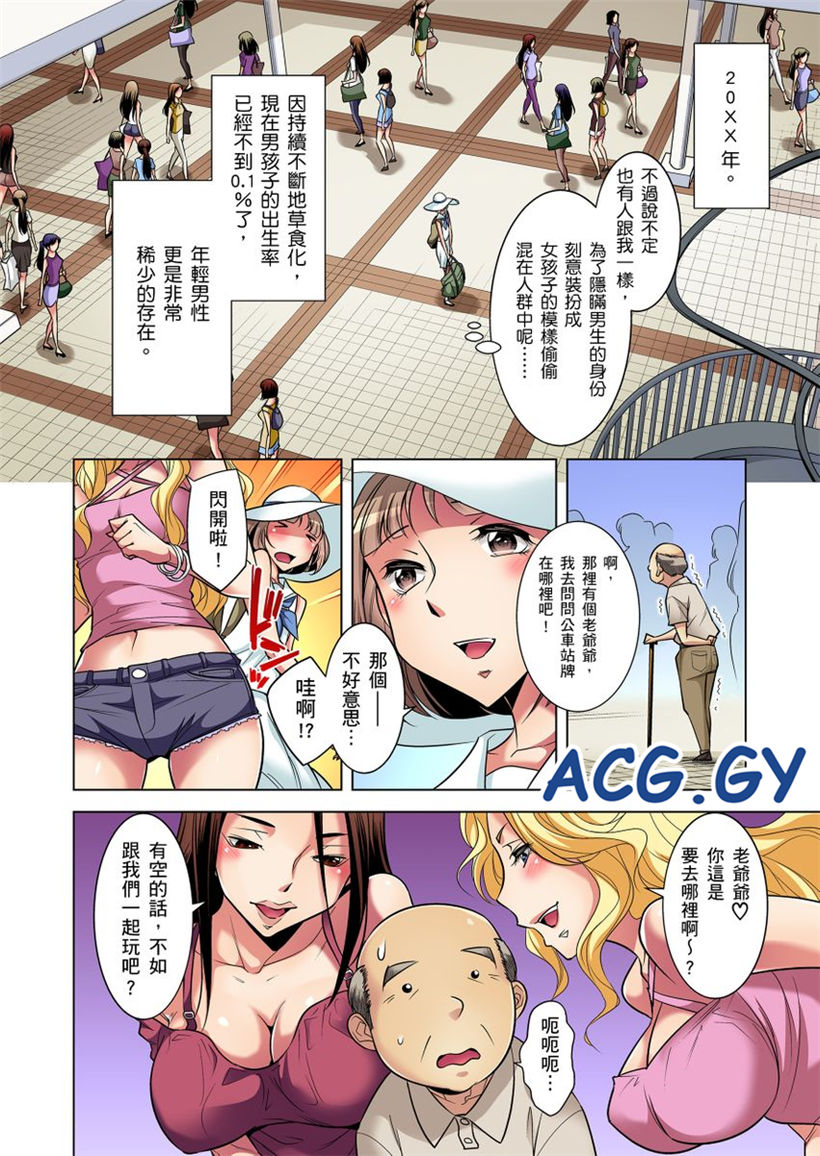 20XX年。
因持續不斷地草食化，
現在男孩子的出生率
已經不到0.1%了，
年輕男性
更是非常
稀少的存在。
不過說不定
也有人跟我一樣，
為了隱瞞男生的身份
刻意裝扮成
女孩子的模樣偷偷
混在人群中呢……
啊，
那裡有個老爺爺，
我去問問公車站牌
在哪裡吧！
那個──
不好意思…
哇啊!?
閃開啦！
ドドッ
ACG.GY
老爺爺♡
你這是
要去哪裡啊～？
呃呃呃…
有空的話，不如
跟我們一起玩吧？